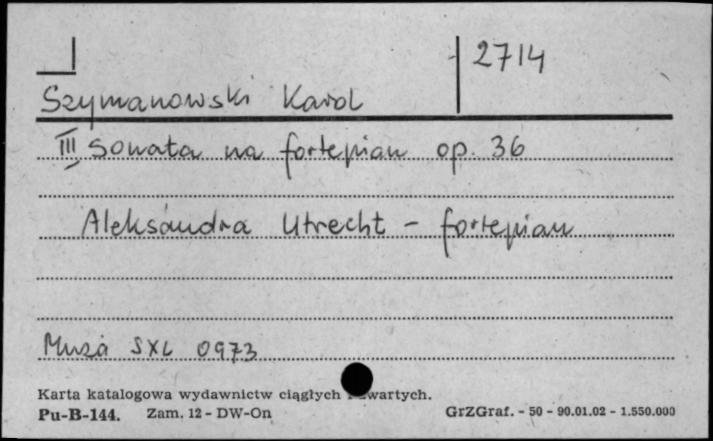 2714
Szymanowski Karol
III Sonata na fortepian op. 36
Aleksandra Utrecht - fortepian
Muza SXL 0973
Karta katalogowa wydawnictw ciągłych wartych.
Pu-B-144. Zam. 12 - DW-On GrZGraf. - 50 - 90.01.02 - 1.550.000